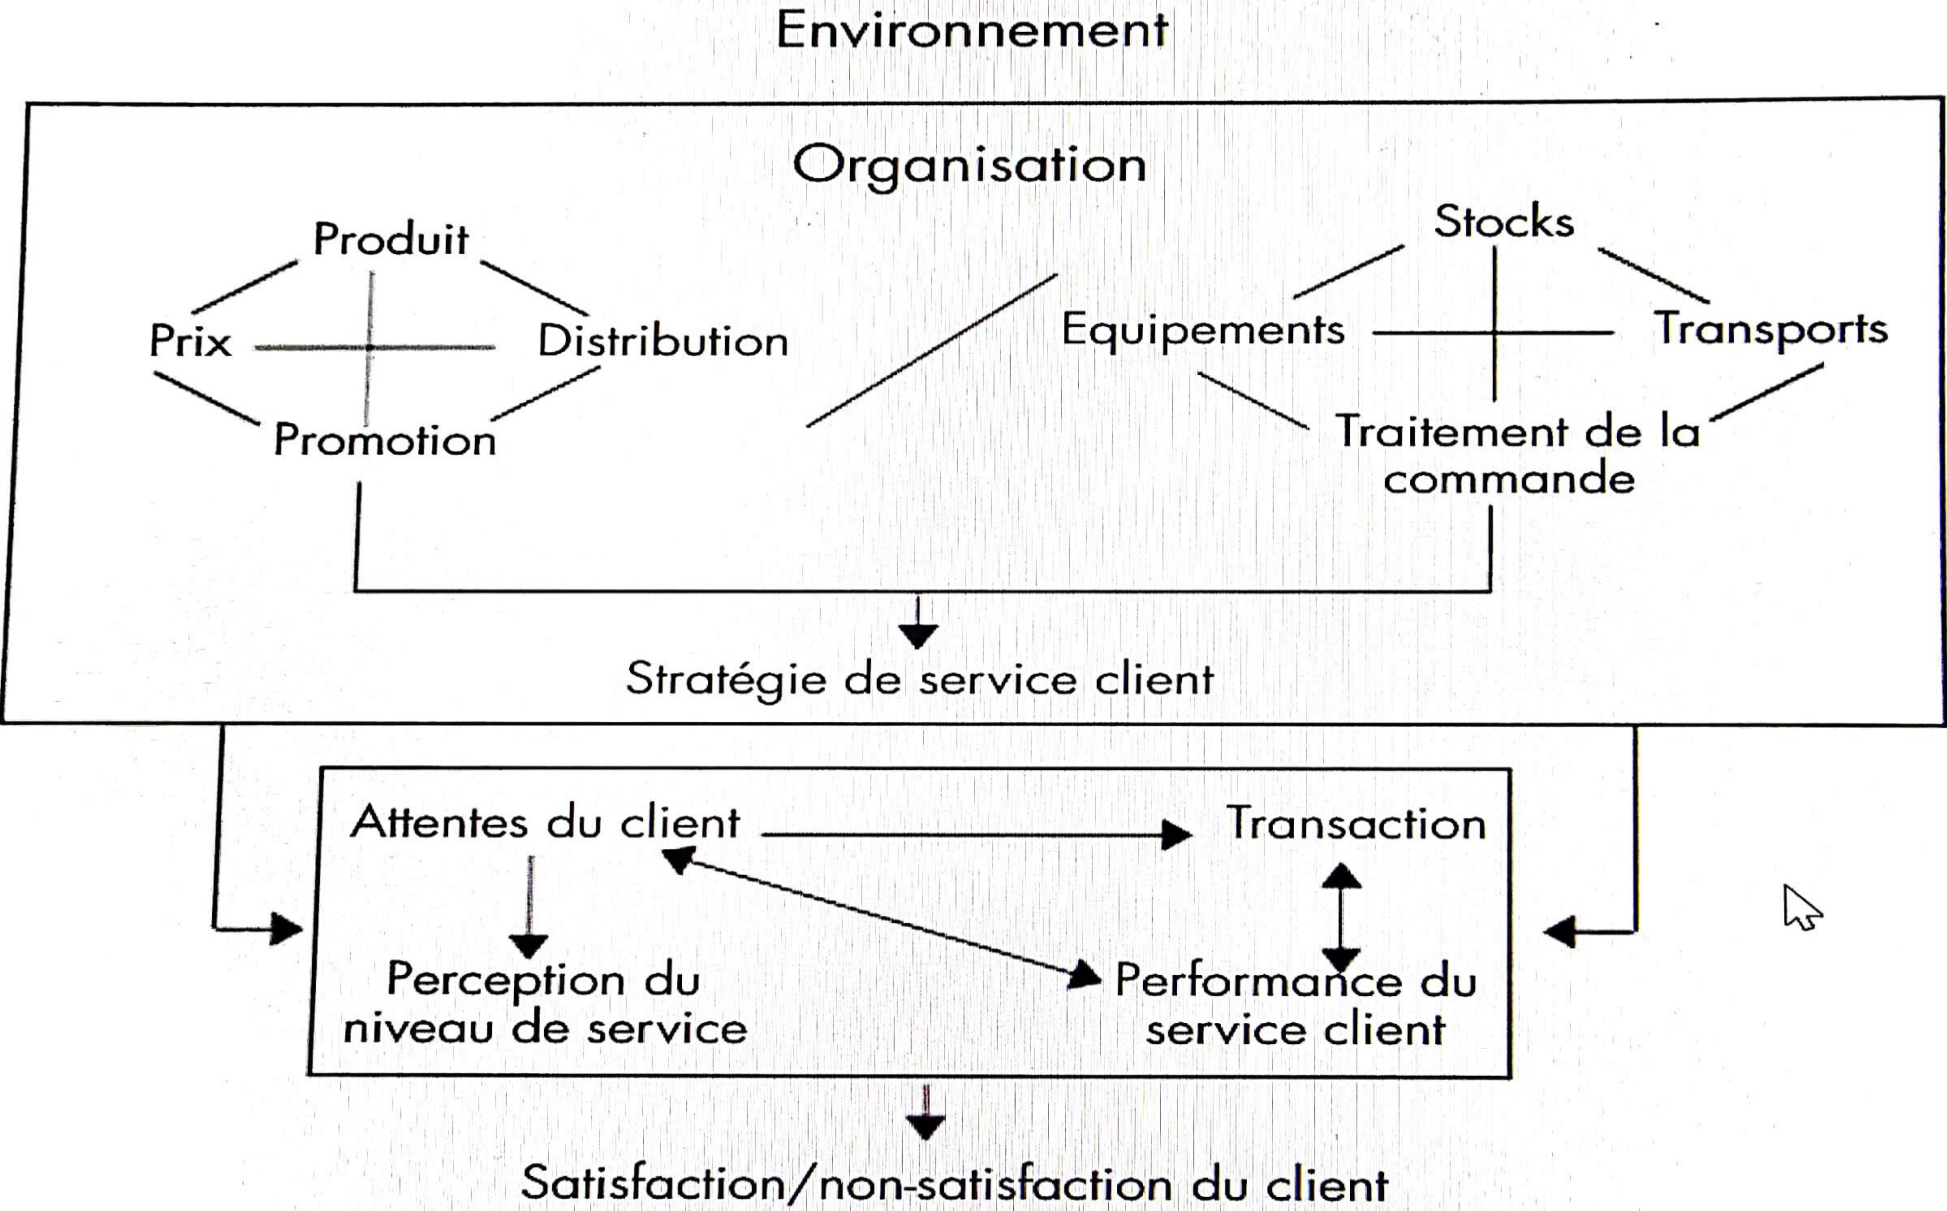 Environnement
Organisation
Produit
Stocks
Prix
Distribution
Equipements
Transports
Promotion
Traitement de la
commande
Stratégie de service client
Attentes du client
Transaction
Perception du
niveau de service
Performance du
service client
Satisfaction/non-satisfaction du client